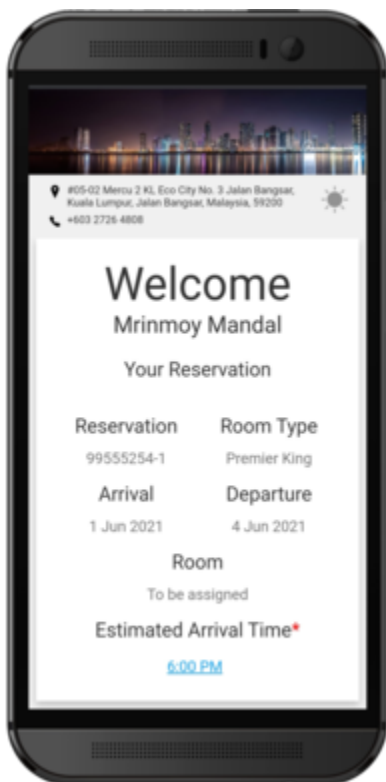 #05-02 Mercu 2 KL Eco City No. 3 Jalan Bangsar,
Kuala Lumpur, Jalan Bangsar, Malaysia, 59200
+603 2726 4808
Welcome
Mrinmoy Mandal
Your Reservation
Reservation Room Type
99555254-1 Premier King
Arrival Departure
1 Jun 2021 4 Jun 2021
Room
To be assigned
Estimated Arrival Time*
6:00 PM